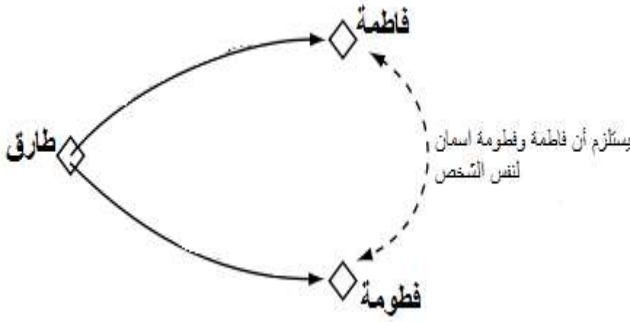 فاطمة
طارق
يستلزم أن فاطمة وفطومة اسمان
لنفس الشخص
فطومة